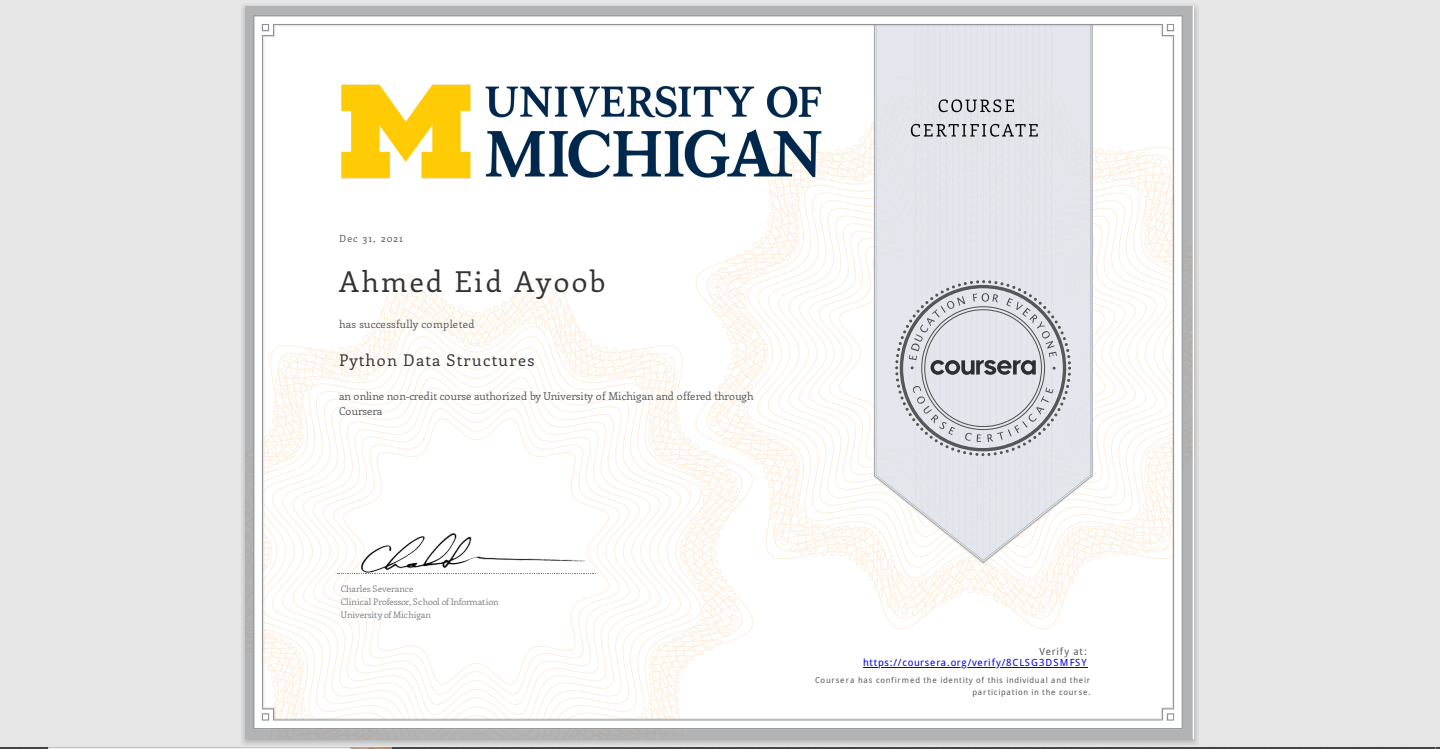 UNIVERSITY OF
MICHIGAN
COURSE
CERTIFICATE
Dec 31, 2021
Ahmed Eid Ayoob
has successfully completed
Python Data Structures
an online non-credit course authorized by University of Michigan and offered through
Coursera
EDUCATION FOR EVERYONE
coursera
COURSE CERTIFICATE
Charles Severance
Clinical Professor, School of Information
University of Michigan
Verify at:
https://coursera.org/verify/8CLSG3DSMFSY
Coursera has confirmed the identity of this individual and their
participation in the course.